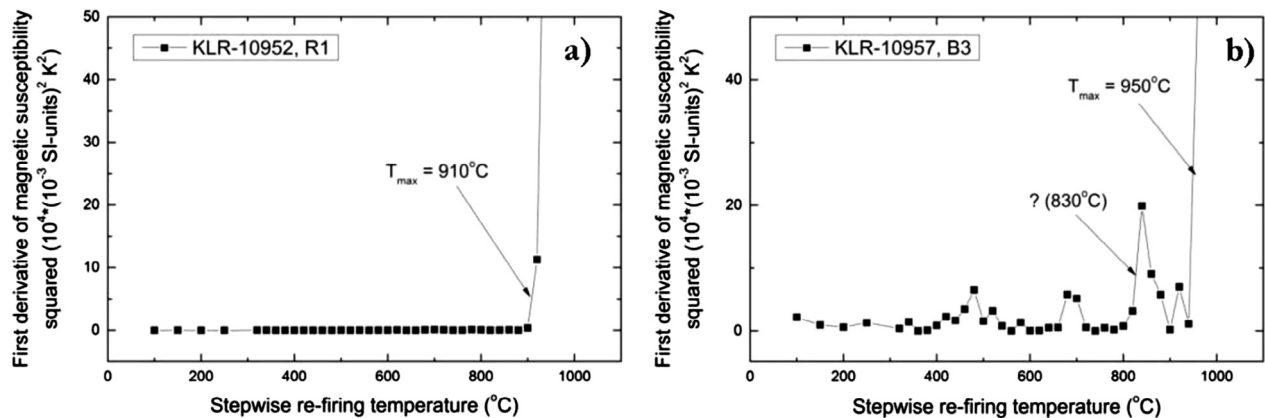 First derivative of magnetic susceptibility
squared (10⁴*(10⁻³ SI-units)² K²)
50
40
30
20
10
0
KLR-10952, R1
a)
Tmax = 910°C
0
200
400
600
800
1000
Stepwise re-firing temperature (°C)
First derivative of magnetic susceptibility
squared (10⁴*(10⁻³ SI-units)² K²)
40
20
0
KLR-10957, B3
b)
Tmax = 950°C
? (830°C)
0
200
400
600
800
1000
Stepwise re-firing temperature (°C)